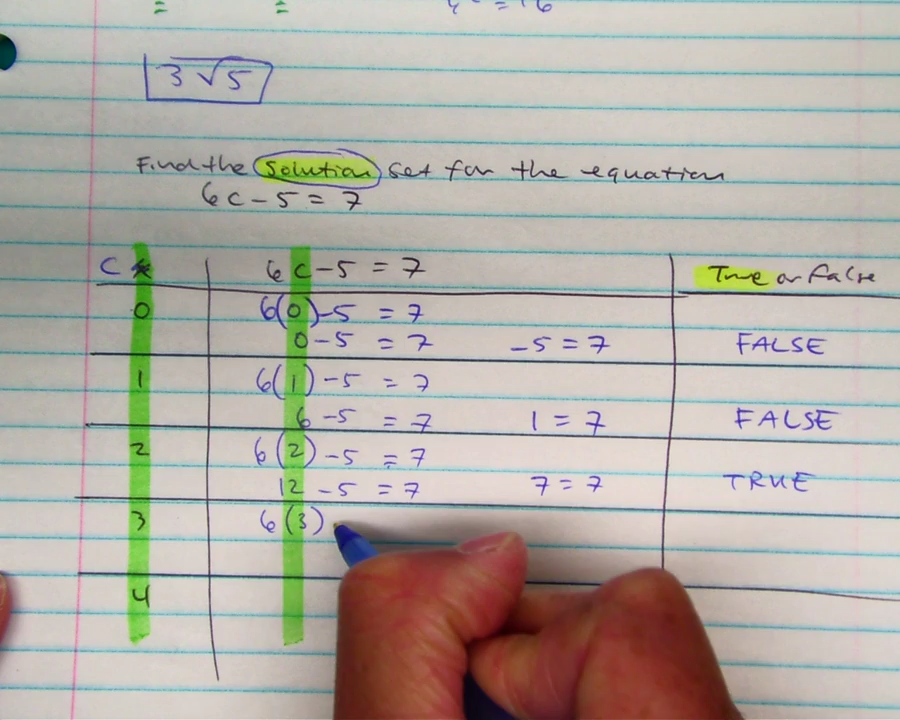 = =
3√5
Find the Solution set for the equation
6c - 5 = 7
C 6c - 5 = 7 True or False
0 6(0) - 5 = 7
0 - 5 = 7 -5 = 7 FALSE
1 6(1) - 5 = 7
6 - 5 = 7 1 = 7 FALSE
2 6(2) - 5 = 7
12 - 5 = 7 7 = 7 TRUE
3 6(3)
4